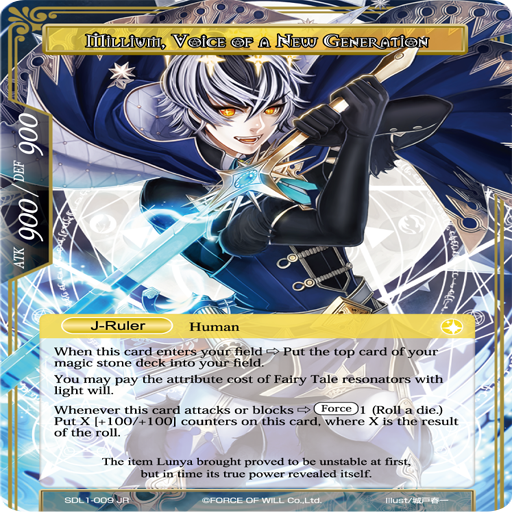 Millium, Voice of a New Generation
ATK 900 / DEF 900
J-Ruler Human
When this card enters your field ⇨ Put the top card of your
magic stone deck into your field.
You may pay the attribute cost of Fairy Tale resonators with
light will.
Whenever this card attacks or blocks ⇨ Force 1 (Roll a die.)
Put X [+100/+100] counters on this card, where X is the result
of the roll.
The item Lunya brought proved to be unstable at first,
but in time its true power revealed itself.
SDL1-009 JR ©FORCE OF WILL Co.,Ltd. Illust/城戸春一